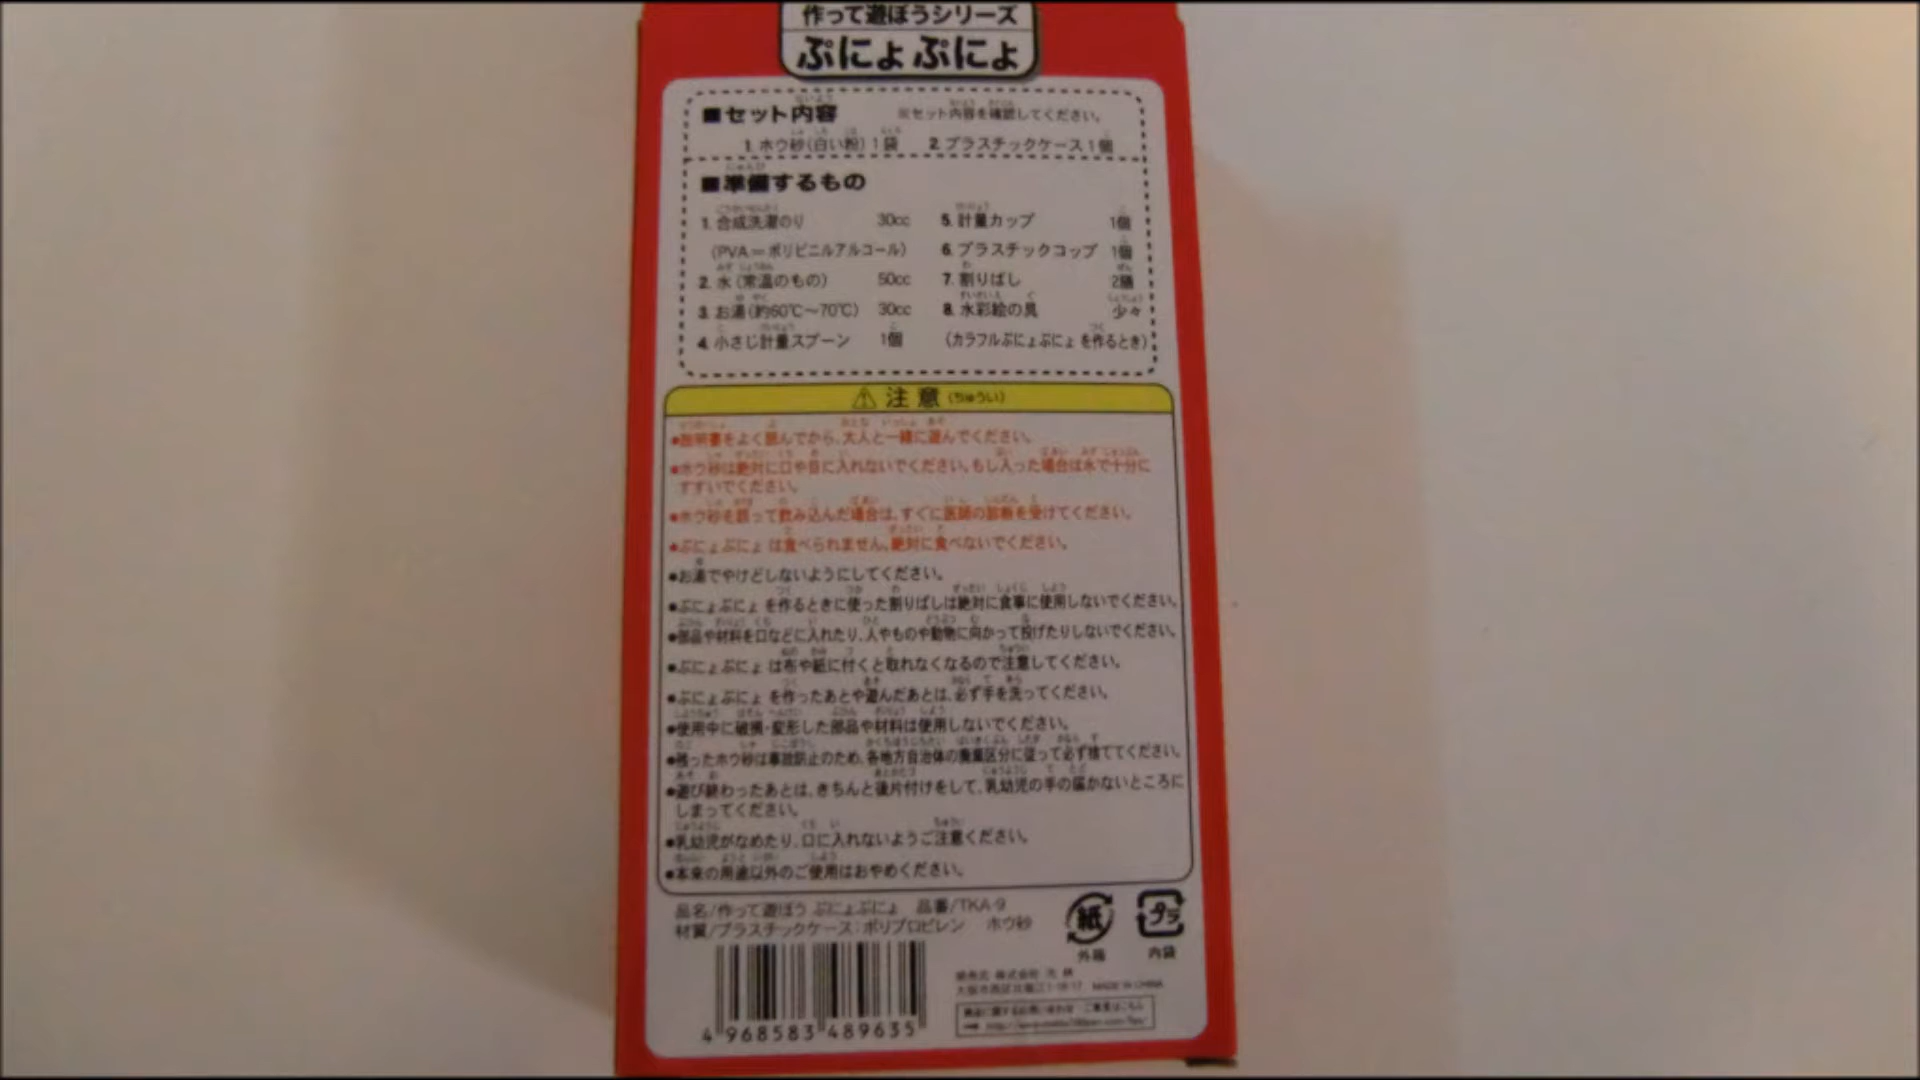 作って遊ぼうシリーズ
ぷにょぷにょ
■セット内容 ※セット内容を確認してください。
1. ホウ砂(白い粉)1袋 2. プラスチックケース1個
■準備するもの
1. 合成洗濯のり 30cc
(PVA=ポリビニルアルコール)
2. 水(常温のもの) 50cc
3. お湯(約60℃〜70℃) 30cc
4. 小さじ計量スプーン 1個
5. 計量カップ 1個
6. プラスチックコップ 1個
7. 割りばし 2膳
8. 水彩絵の具 少々
(カラフルぷにょぷにょを作るとき)
⚠注意(ちゅうい)
●説明書をよく読んでから、大人と一緒に遊んでください。
●ホウ砂は絶対に口や目に入れないでください。もし入った場合は水で十分に
すすいでください。
●ホウ砂を誤って飲み込んだ場合は、すぐに医師の診断を受けてください。
●ぷにょぷにょは食べられません。絶対に食べないでください。
●お湯でやけどしないようにしてください。
●ぷにょぷにょを作るときに使った割りばしは絶対に食事に使用しないでください。
●部品や材料を口などに入れたり、人やものや動物に向かって投げたりしないでください。
●ぷにょぷにょは布や紙に付くと取れなくなるので注意してください。
●ぷにょぷにょを作ったあとや遊んだあとは、必ず手を洗ってください。
●使用中に破損・変形した部品や材料は使用しないでください。
●残ったホウ砂は事故防止のため、各地方自治体の廃棄区分に従って必ず捨ててください。
●遊び終わったあとは、きちんと後片付けをして、乳幼児の手の届かないところに
しまってください。
●乳幼児がなめたり、口に入れないようご注意ください。
●本来の用途以外のご使用はおやめください。
品名/作って遊ぼう ぷにょぷにょ 品番/TKA-9
材質/プラスチックケース:ポリプロピレン ホウ砂
紙
外箱
プラ
内袋
4 968583 489635
MADE IN CHINA